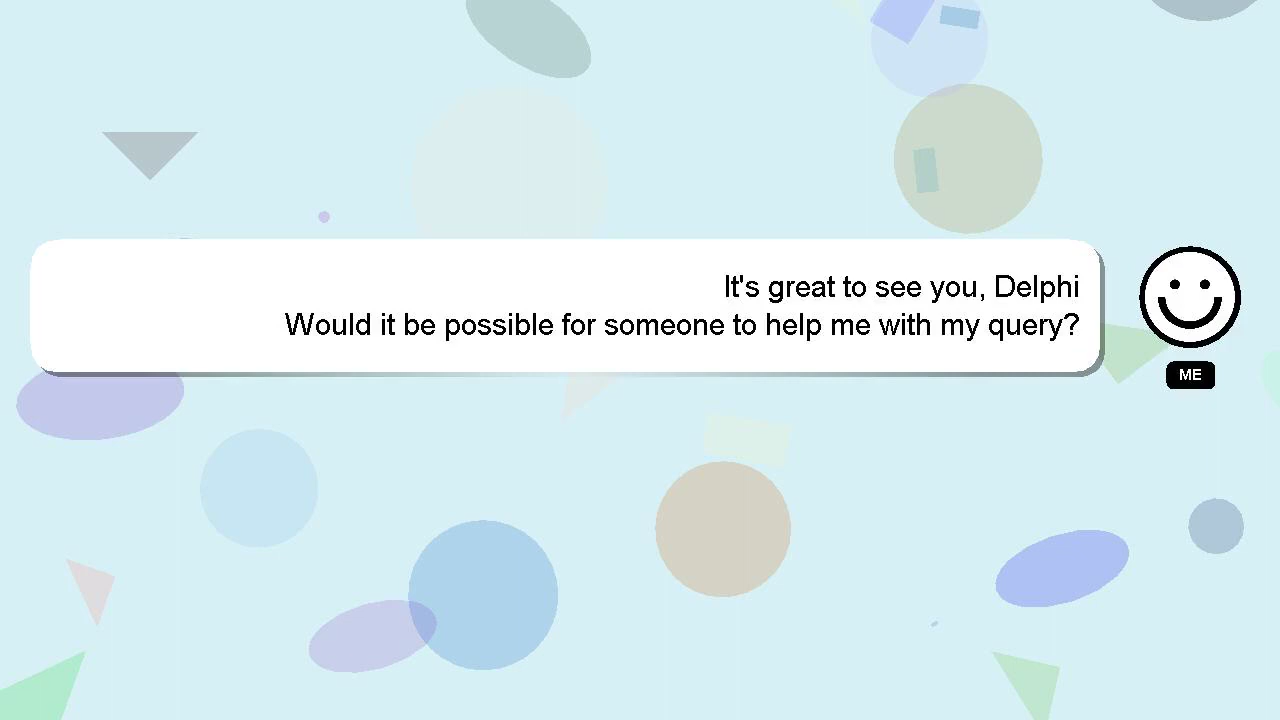 It's great to see you, Delphi
Would it be possible for someone to help me with my query?
ME